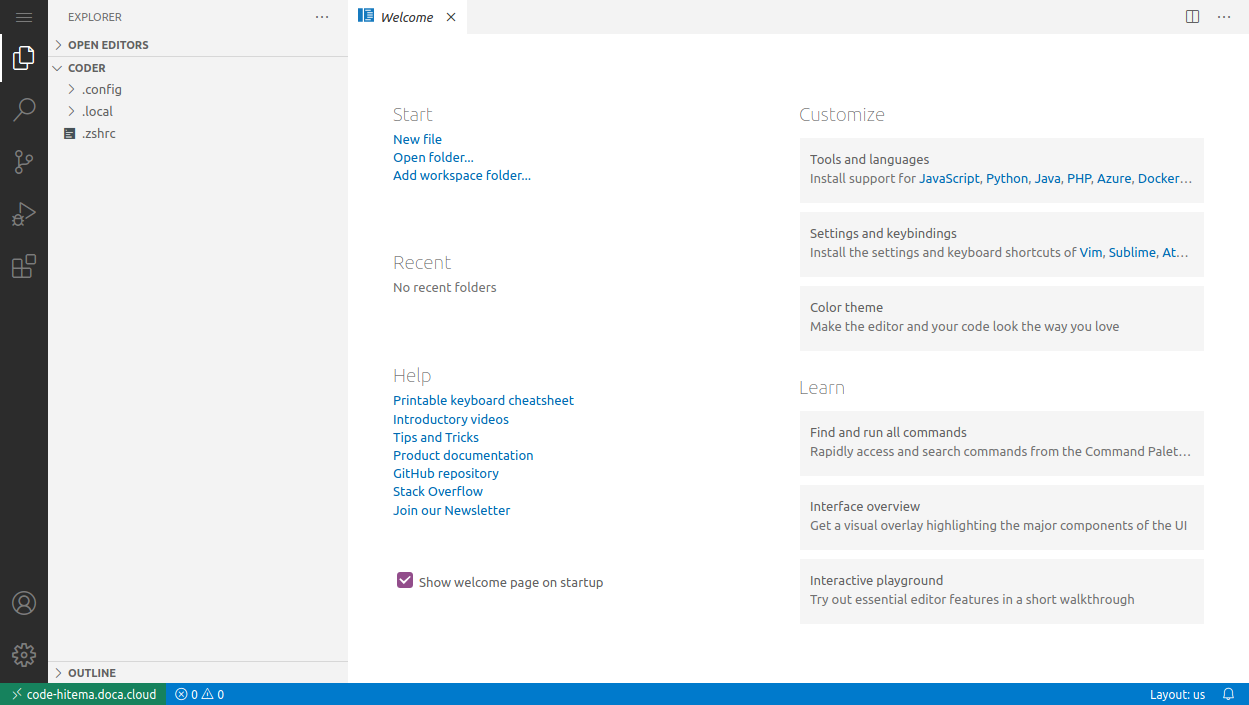 EXPLORER
OPEN EDITORS
CODER
.config
.local
.zshrc
OUTLINE
Welcome
Start
New file
Open folder...
Add workspace folder...
Recent
No recent folders
Help
Printable keyboard cheatsheet
Introductory videos
Tips and Tricks
Product documentation
GitHub repository
Stack Overflow
Join our Newsletter
Show welcome page on startup
Customize
Tools and languages
Install support for JavaScript, Python, Java, PHP, Azure, Docker…
Settings and keybindings
Install the settings and keyboard shortcuts of Vim, Sublime, At…
Color theme
Make the editor and your code look the way you love
Learn
Find and run all commands
Rapidly access and search commands from the Command Palet…
Interface overview
Get a visual overlay highlighting the major components of the UI
Interactive playground
Try out essential editor features in a short walkthrough
code-hitema.doca.cloud
0
0
Layout: us